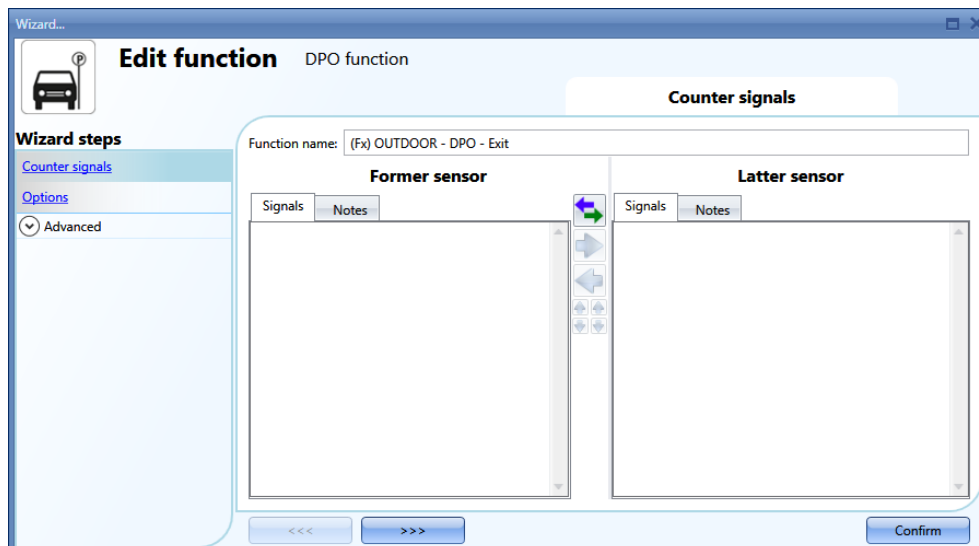 Wizard...
P
Edit function DPO function
Counter signals
Wizard steps
Counter signals
Options
Advanced
Function name: (Fx) OUTDOOR - DPO - Exit
Former sensor
Latter sensor
Signals Notes
Signals Notes
<<< >>> Confirm